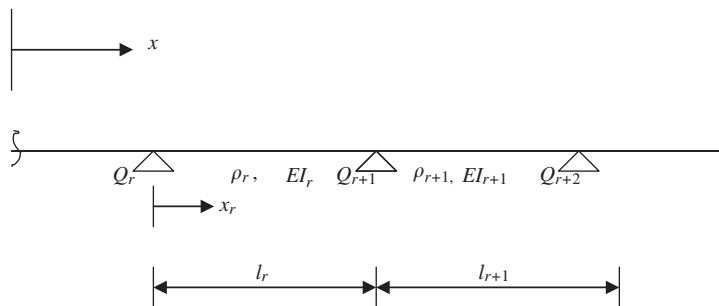 x
Q_r ρ_r, EI_r Q_{r+1} ρ_{r+1}, EI_{r+1} Q_{r+2}
x_r
l_r l_{r+1}